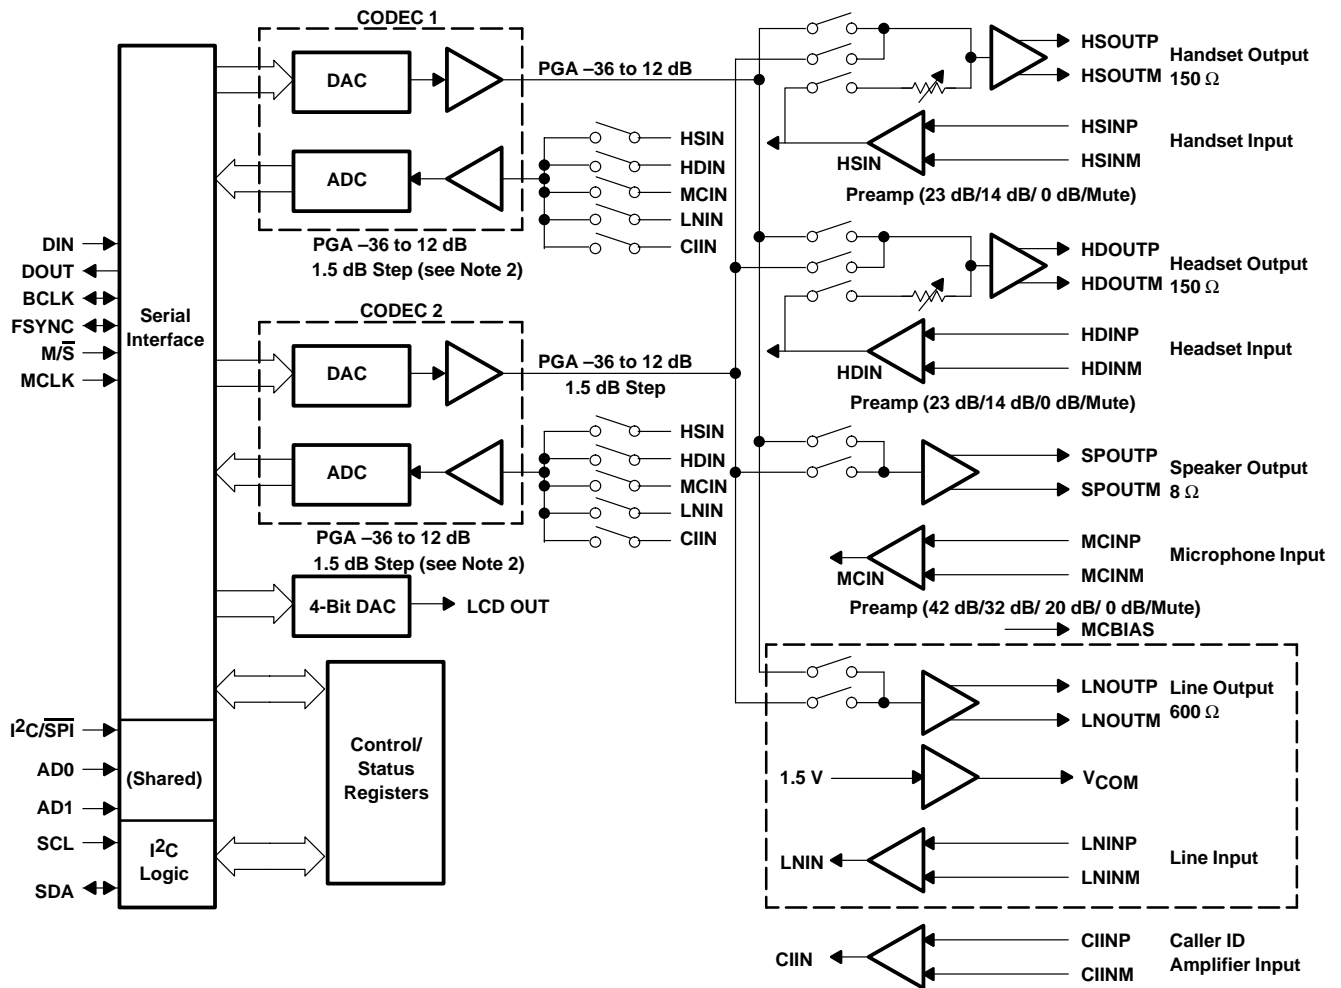 CODEC 1
DAC
PGA –36 to 12 dB
ADC
HSIN
HDIN
MCIN
LNIN
CIIN
PGA –36 to 12 dB
1.5 dB Step (see Note 2)
DIN
DOUT
BCLK
FSYNC
M/S̅
MCLK
Serial
Interface
CODEC 2
DAC
PGA –36 to 12 dB
1.5 dB Step
ADC
HSIN
HDIN
MCIN
LNIN
CIIN
PGA –36 to 12 dB
1.5 dB Step (see Note 2)
4-Bit DAC
LCD OUT
I²C/S̅P̅I̅
AD0
AD1
SCL
SDA
(Shared)
I²C
Logic
Control/
Status
Registers
HSOUTP
HSOUTM
Handset Output
150 Ω
HSINP
HSINM
Handset Input
HSIN
Preamp (23 dB/14 dB/ 0 dB/Mute)
HDOUTP
HDOUTM
Headset Output
150 Ω
HDINP
HDINM
Headset Input
HDIN
Preamp (23 dB/14 dB/0 dB/Mute)
SPOUTP
SPOUTM
Speaker Output
8 Ω
MCINP
MCINM
Microphone Input
MCIN
Preamp (42 dB/32 dB/ 20 dB/ 0 dB/Mute)
MCBIAS
LNOUTP
LNOUTM
Line Output
600 Ω
1.5 V
VCOM
LNINP
LNINM
Line Input
LNIN
CIINP
CIINM
Caller ID
Amplifier Input
CIIN